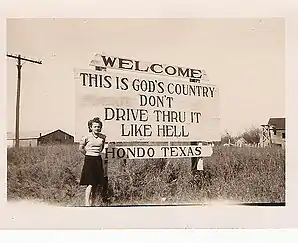 WELCOME
THIS IS GOD'S COUNTRY
DON'T
DRIVE THRU IT
LIKE HELL
HONDO TEXAS